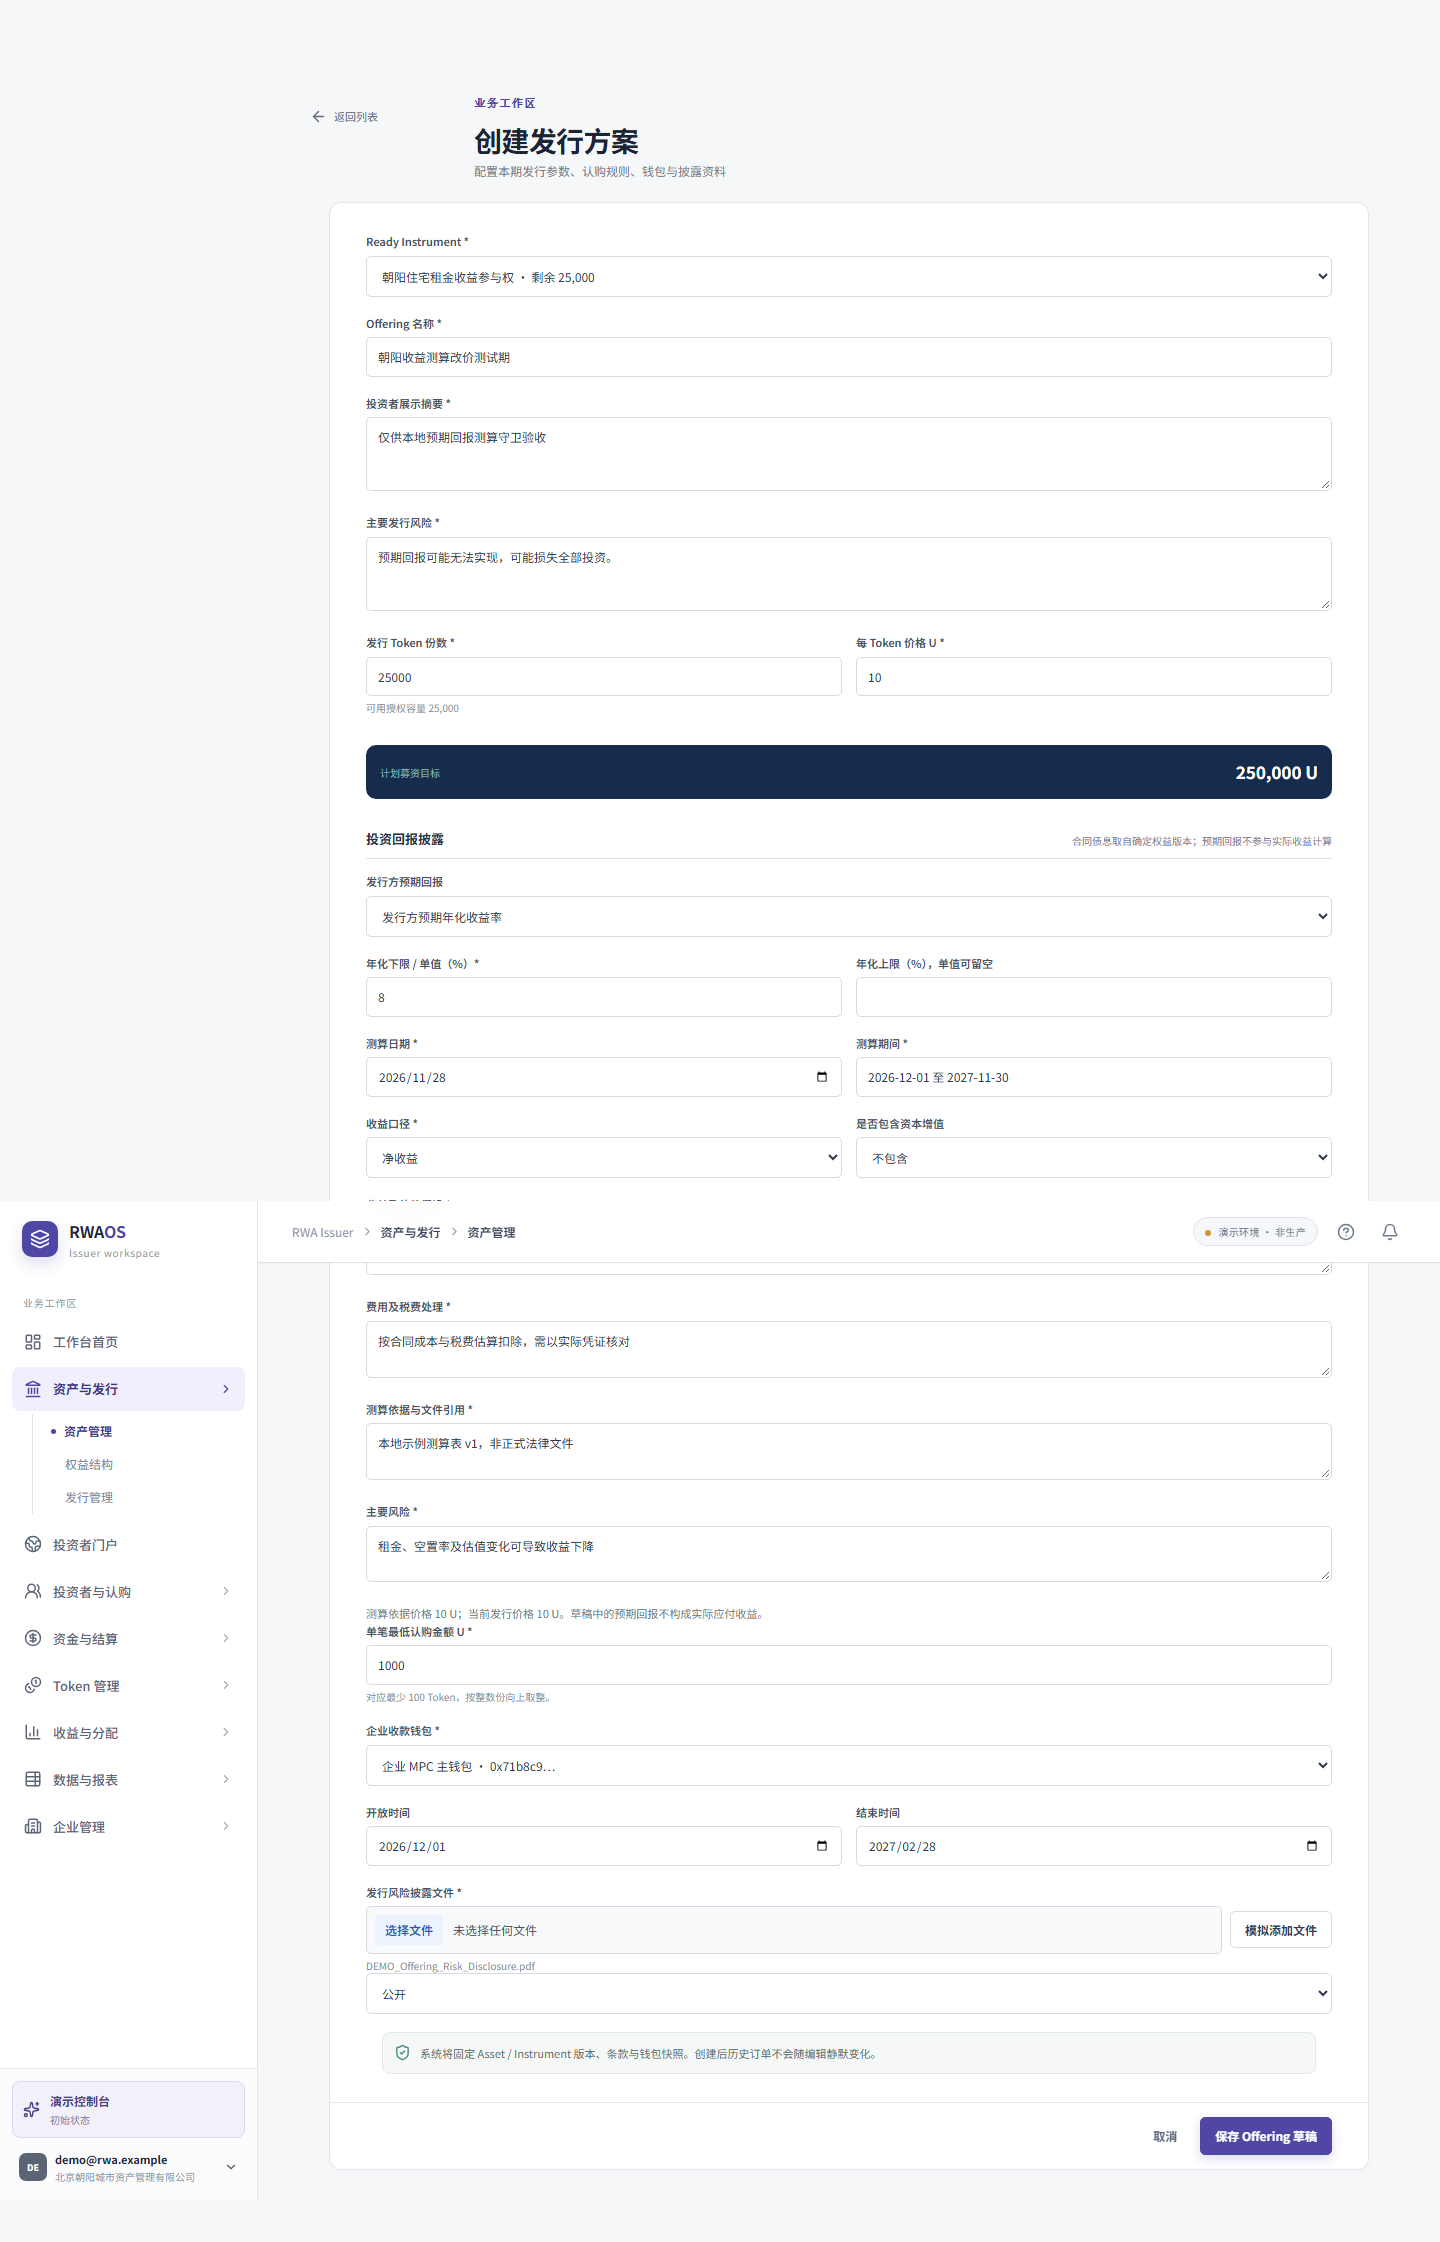 返回列表
业务工作区
创建发行方案
配置本期发行参数、认购规则、钱包与披露资料
Ready Instrument *
朝阳住宅租金收益参与权 · 剩余 25,000
Offering 名称 *
朝阳收益测算改价测试期
投资者展示摘要 *
仅供本地预期回报测算守卫验收
主要发行风险 *
预期回报可能无法实现，可能损失全部投资。
发行 Token 份数 *
每 Token 价格 U *
25000
10
可用授权容量 25,000
计划募资目标
250,000 U
投资回报披露
合同债息取自确定权益版本；预期回报不参与实际收益计算
发行方预期回报
发行方预期年化收益率
年化下限 / 单值（%）*
年化上限（%），单值可留空
8
测算日期 *
测算期间 *
2026/11/28
2026-12-01 至 2027-11-30
收益口径 *
是否包含资本增值
净收益
不包含
RWAOS
Issuer workspace
RWA Issuer
资产与发行
资产管理
演示环境 · 非生产
业务工作区
工作台首页
资产与发行
资产管理
权益结构
发行管理
投资者门户
投资者与认购
资金与结算
Token 管理
收益与分配
数据与报表
企业管理
演示控制台
初始状态
DE
demo@rwa.example
北京朝阳城市资产管理有限公司
费用及税费处理 *
按合同成本与税费估算扣除，需以实际凭证核对
测算依据与文件引用 *
本地示例测算表 v1，非正式法律文件
主要风险 *
租金、空置率及估值变化可导致收益下降
测算依据价格 10 U；当前发行价格 10 U。草稿中的预期回报不构成实际应付收益。
单笔最低认购金额 U *
1000
对应最少 100 Token，按整数份向上取整。
企业收款钱包 *
企业 MPC 主钱包 · 0x71b8c9…
开放时间
结束时间
2026/12/01
2027/02/28
发行风险披露文件 *
选择文件
未选择任何文件
模拟添加文件
DEMO_Offering_Risk_Disclosure.pdf
公开
系统将固定 Asset / Instrument 版本、条款与钱包快照。创建后历史订单不会随编辑静默变化。
取消
保存 Offering 草稿